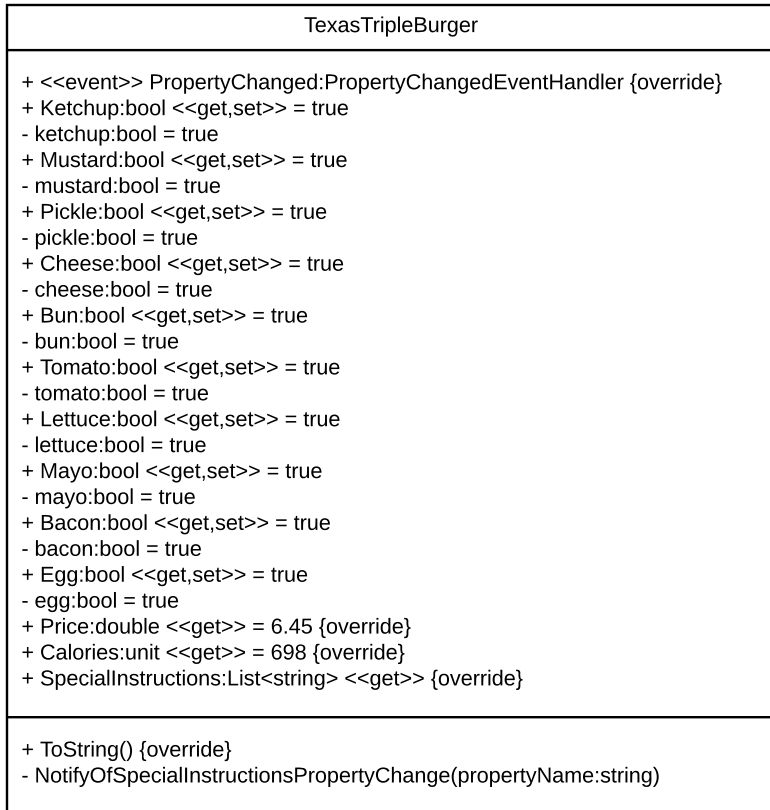 TexasTripleBurger
+ <<event>> PropertyChanged:PropertyChangedEventHandler {override}
+ Ketchup:bool <<get,set>> = true
- ketchup:bool = true
+ Mustard:bool <<get,set>> = true
- mustard:bool = true
+ Pickle:bool <<get,set>> = true
- pickle:bool = true
+ Cheese:bool <<get,set>> = true
- cheese:bool = true
+ Bun:bool <<get,set>> = true
- bun:bool = true
+ Tomato:bool <<get,set>> = true
- tomato:bool = true
+ Lettuce:bool <<get,set>> = true
- lettuce:bool = true
+ Mayo:bool <<get,set>> = true
- mayo:bool = true
+ Bacon:bool <<get,set>> = true
- bacon:bool = true
+ Egg:bool <<get,set>> = true
- egg:bool = true
+ Price:double <<get>> = 6.45 {override}
+ Calories:unit <<get>> = 698 {override}
+ SpecialInstructions:List<string> <<get>> {override}
+ ToString() {override}
- NotifyOfSpecialInstructionsPropertyChange(propertyName:string)